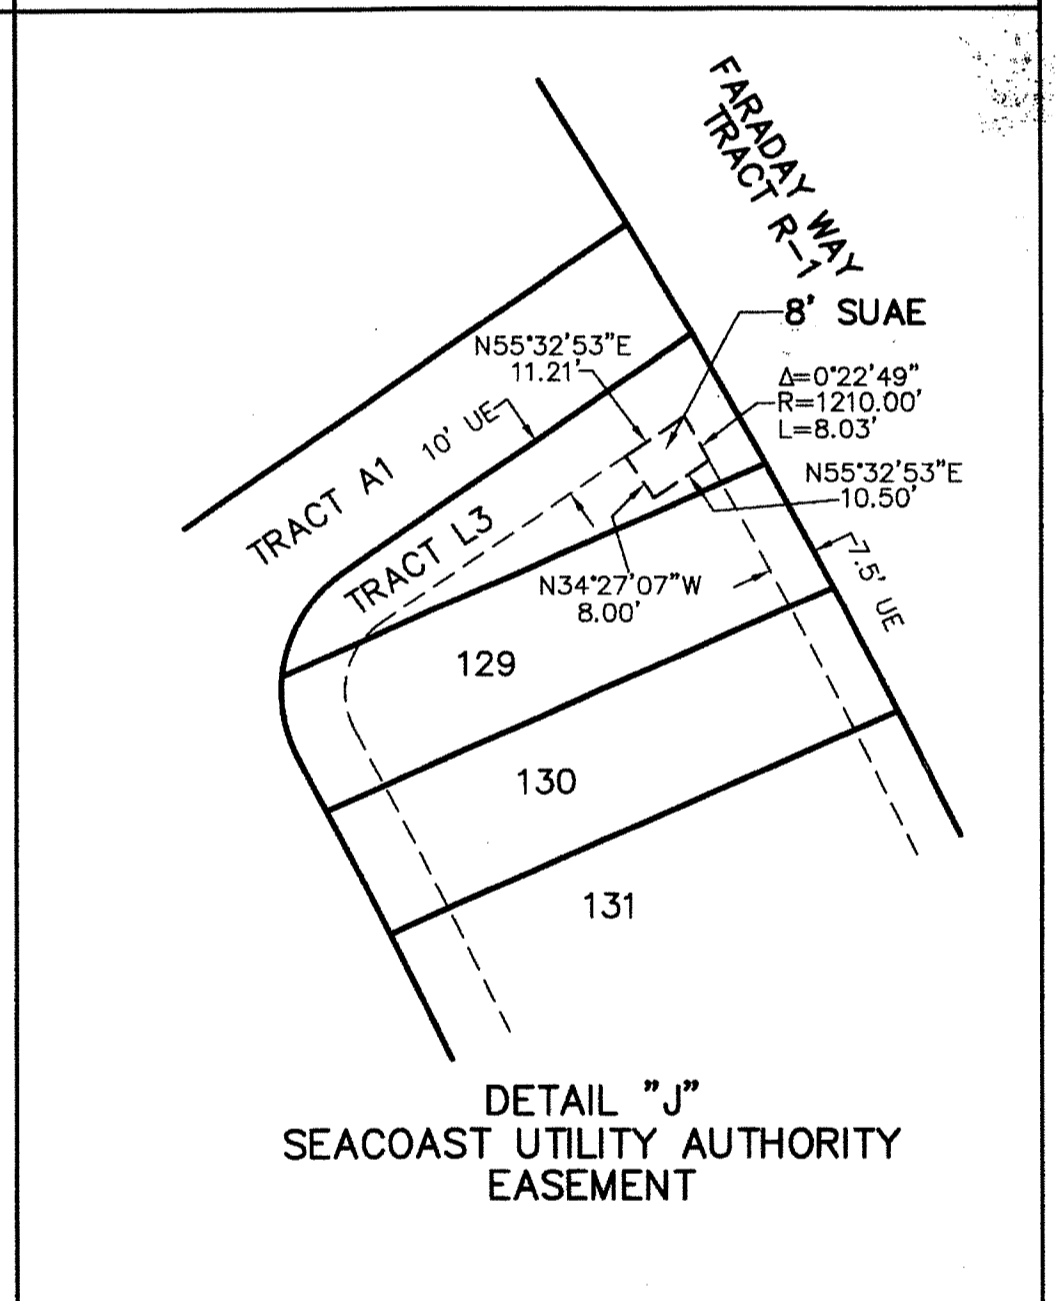 FARADAY WAY
TRACT R-1
8' SUAE
N55°32'53"E
11.21'
Δ=0°22'49"
R=1210.00'
L=8.03'
10' UE
N55°32'53"E
10.50'
TRACT A1
TRACT L3
7.5' UE
N34°27'07"W
8.00'
129
130
131
DETAIL "J"
SEACOAST UTILITY AUTHORITY
EASEMENT